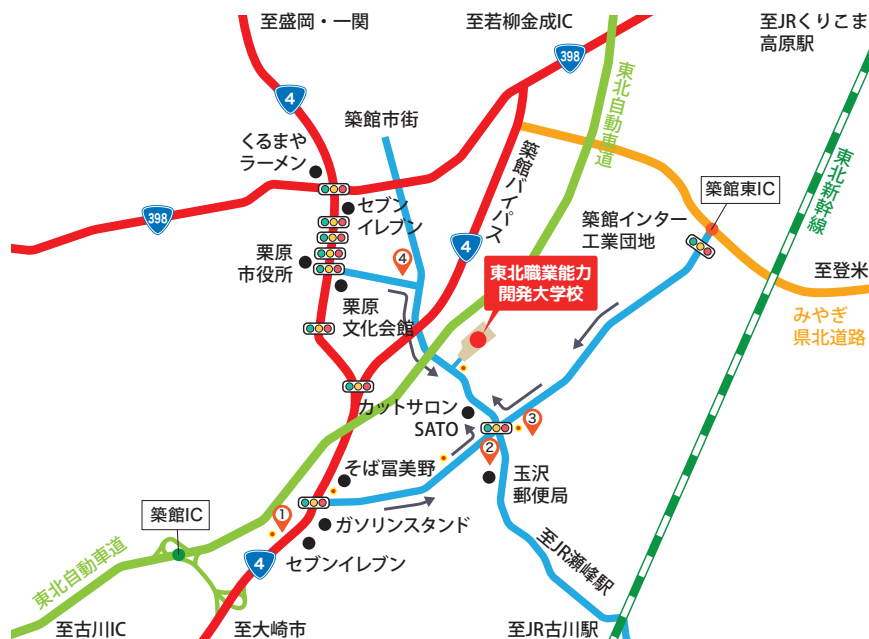 至盛岡・一関
至若柳金成IC
至JRくりこま
高原駅
398
4
東北自動車道
築館市街
くるまや
ラーメン
築館バイパス
東北新幹線
築館東IC
セブン
イレブン
398
築館インター
工業団地
4
栗原
市役所
④
東北職業能力
開発大学校
至登米
栗原
文化会館
みやぎ
県北道路
カットサロン
SATO
③
②
そば冨美野
玉沢
郵便局
①
築館IC
ガソリンスタンド
4
セブンイレブン
至JR瀬峰駅
東北自動車道
至古川IC
至大崎市
至JR古川駅